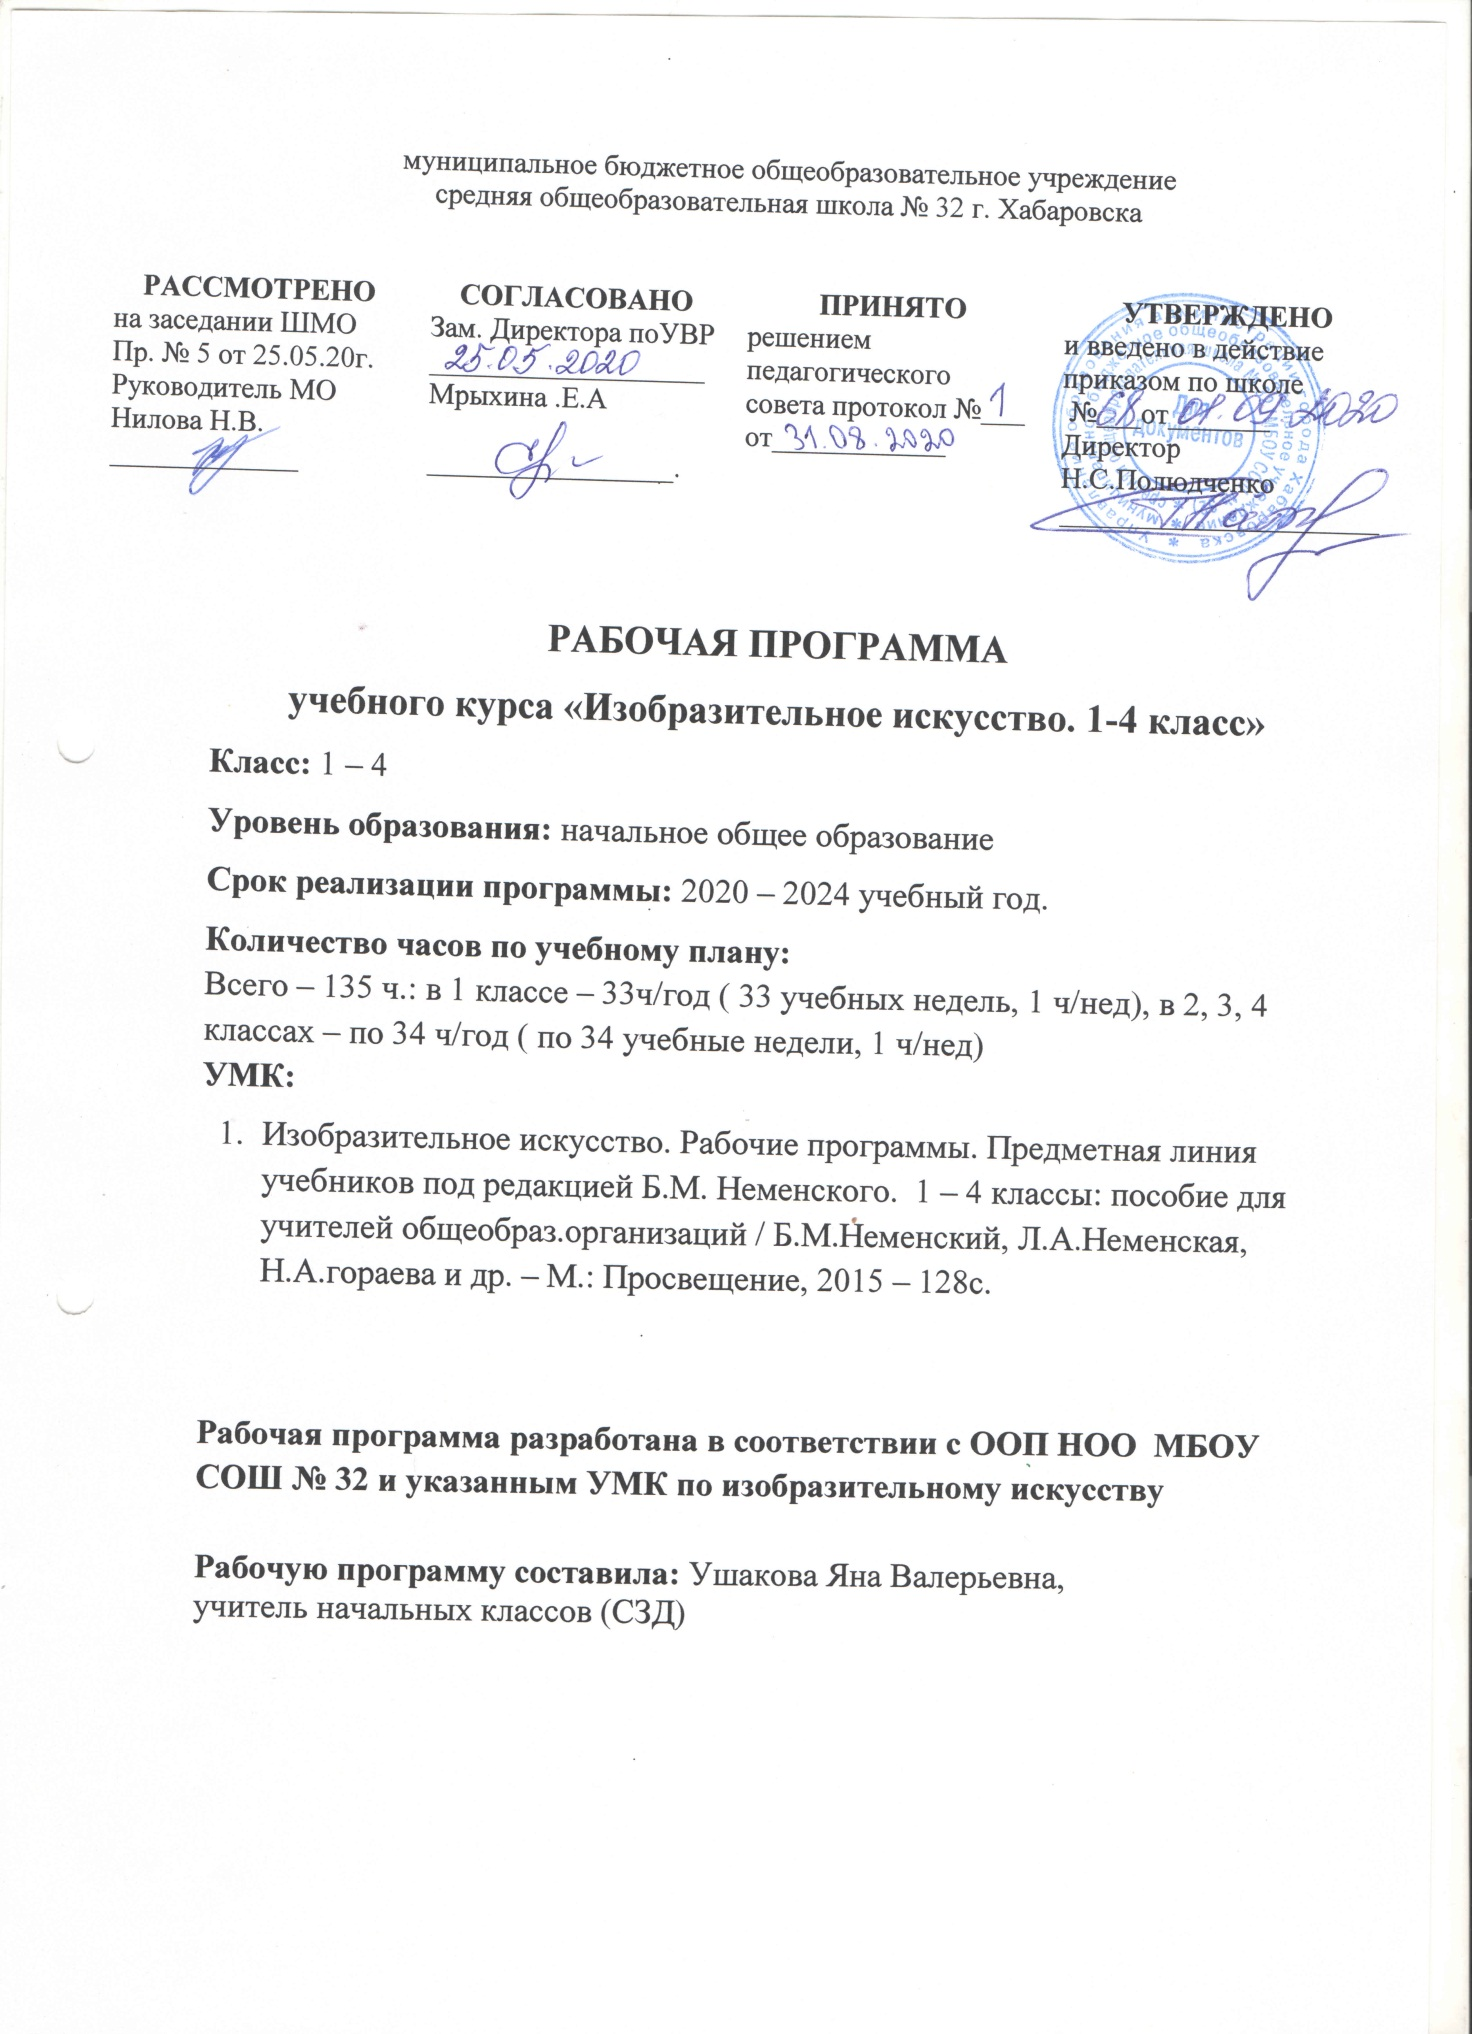 муниципальное бюджетное общеобразовательное учреждение
средняя общеобразовательная школа № 32 г. Хабаровска
РАССМОТРЕНО
на заседании ШМО
Пр. № 5 от 25.05.20г.
Руководитель МО
Нилова Н.В.
СОГЛАСОВАНО
Зам. Директора поУВР
25.05.2020
Мрыхина .Е.А
ПРИНЯТО
решением
педагогического
совета протокол № 1
от 31.08.2020
УТВЕРЖДЕНО
и введено в действие
приказом по школе
№ 68 от 01.09.2020
Директор
Н.С.Полюдченко
Для
документов
РАБОЧАЯ ПРОГРАММА
учебного курса «Изобразительное искусство. 1-4 класс»
Класс: 1 – 4
Уровень образования: начальное общее образование
Срок реализации программы: 2020 – 2024 учебный год.
Количество часов по учебному плану:
Всего – 135 ч.: в 1 классе – 33ч/год ( 33 учебных недель, 1 ч/нед), в 2, 3, 4
классах – по 34 ч/год ( по 34 учебные недели, 1 ч/нед)
УМК:
1. Изобразительное искусство. Рабочие программы. Предметная линия
учебников под редакцией Б.М. Неменского. 1 – 4 классы: пособие для
учителей общеобраз.организаций / Б.М.Неменский, Л.А.Неменская,
Н.А.гораева и др. – М.: Просвещение, 2015 – 128с.
Рабочая программа разработана в соответствии с ООП НОО МБОУ
СОШ № 32 и указанным УМК по изобразительному искусству
Рабочую программу составила: Ушакова Яна Валерьевна,
учитель начальных классов (СЗД)